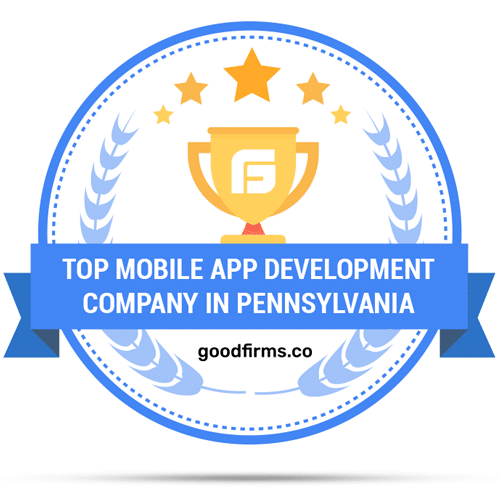 TOP MOBILE APP DEVELOPMENT
COMPANY IN PENNSYLVANIA
goodfirms.co